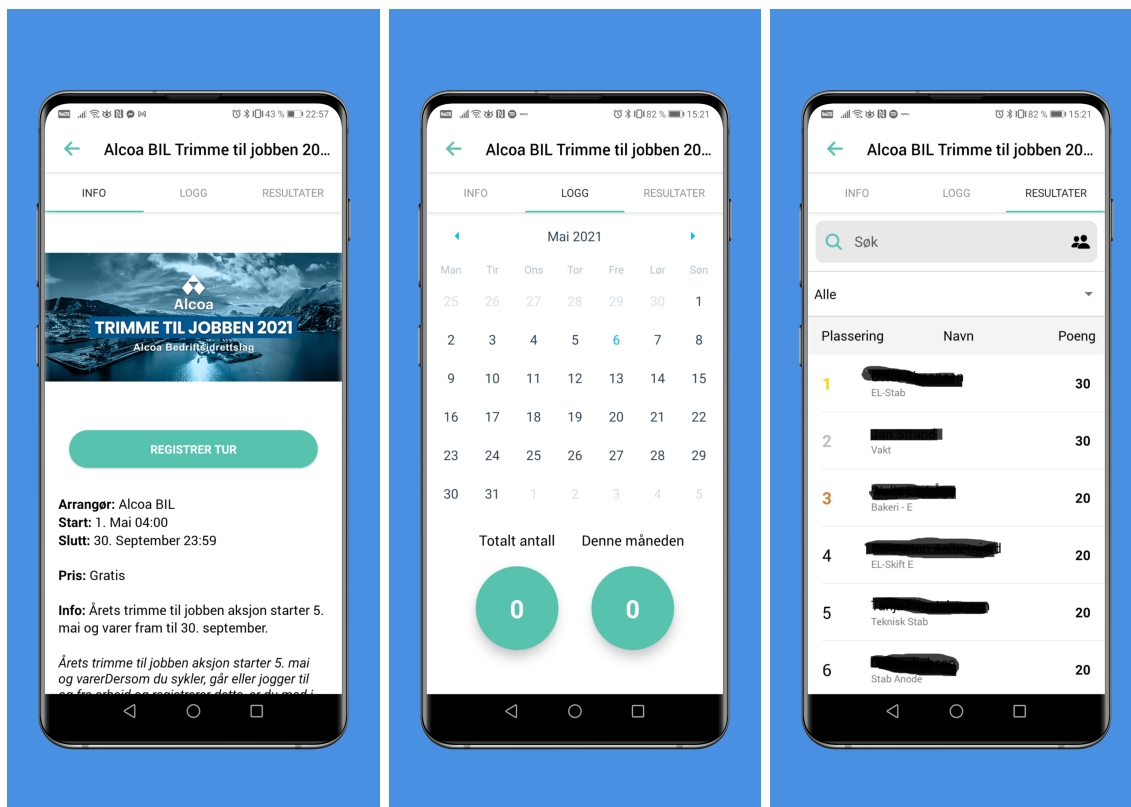 43 % 22:57
Alcoa BIL Trimme til jobben 20...
INFO LOGG RESULTATER
Alcoa
TRIMME TIL JOBBEN 2021
Alcoa Bedriftsidrettslag
REGISTRER TUR
Arrangør: Alcoa BIL
Start: 1. Mai 04:00
Slutt: 30. September 23:59
Pris: Gratis
Info: Årets trimme til jobben aksjon starter 5.
mai og varer fram til 30. september.
Årets trimme til jobben aksjon starter 5. mai
og varerDersom du sykler, går eller jogger til
og fra arbeid og registrerer dette, er du med i
82 % 15:21
Alcoa BIL Trimme til jobben 20...
INFO LOGG RESULTATER
Mai 2021
Man Tir Ons Tor Fre Lør Søn
25 26 27 28 29 30 1
2 3 4 5 6 7 8
9 10 11 12 13 14 15
16 17 18 19 20 21 22
23 24 25 26 27 28 29
30 31 1 2 3 4 5
Totalt antall Denne måneden
0 0
82 % 15:21
Alcoa BIL Trimme til jobben 20...
INFO LOGG RESULTATER
Søk
Alle
Plassering Navn Poeng
1 30
EL-Stab
2 30
Vakt
3 20
Bakeri - E
4 20
EL-Skift E
5 20
Teknisk Stab
6 20
Stab Anode